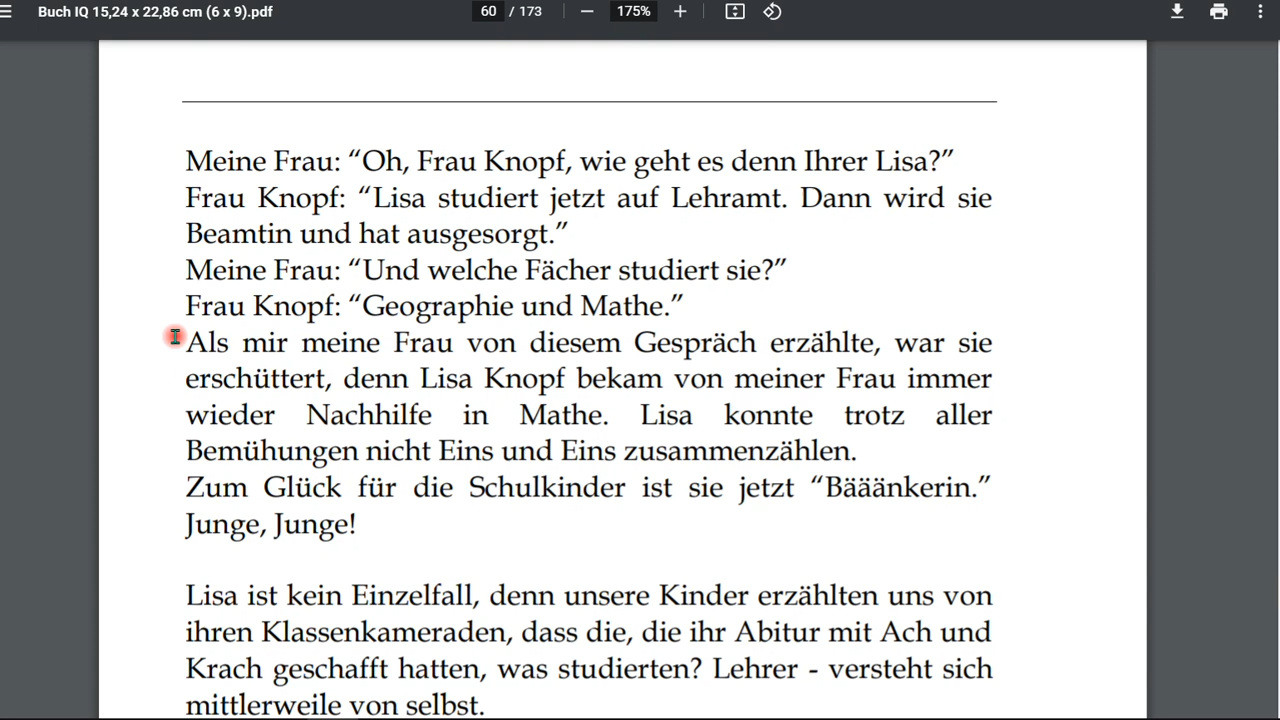 Buch IQ 15,24 x 22,86 cm (6 x 9).pdf
60 / 173
175%
Meine Frau: “Oh, Frau Knopf, wie geht es denn Ihrer Lisa?”
Frau Knopf: “Lisa studiert jetzt auf Lehramt. Dann wird sie
Beamtin und hat ausgesorgt.”
Meine Frau: “Und welche Fächer studiert sie?”
Frau Knopf: “Geographie und Mathe.”
Als mir meine Frau von diesem Gespräch erzählte, war sie
erschüttert, denn Lisa Knopf bekam von meiner Frau immer
wieder Nachhilfe in Mathe. Lisa konnte trotz aller
Bemühungen nicht Eins und Eins zusammenzählen.
Zum Glück für die Schulkinder ist sie jetzt “Bääänkerin.”
Junge, Junge!
Lisa ist kein Einzelfall, denn unsere Kinder erzählten uns von
ihren Klassenkameraden, dass die, die ihr Abitur mit Ach und
Krach geschafft hatten, was studierten? Lehrer - versteht sich
mittlerweile von selbst.